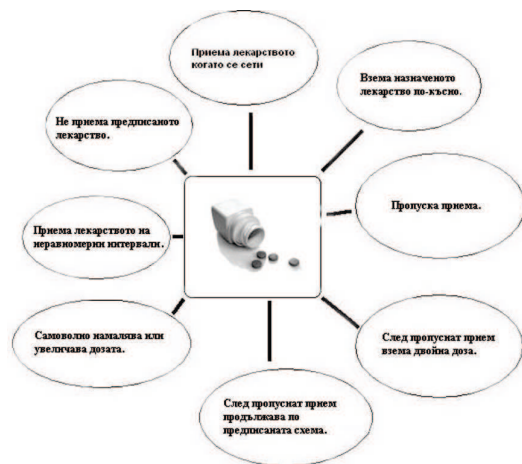 Приема лекарството
когато се сети
Взема назначеното
лекарство по-късно.
Не приема предписаното
лекарство.
Пропуска приема.
Приема лекарството на
неравномерни интервали.
Самоволно намалява или
увеличава дозата.
След пропуснат прием
взема двойна доза.
След пропуснат прием
продължава по
предписаната схема.